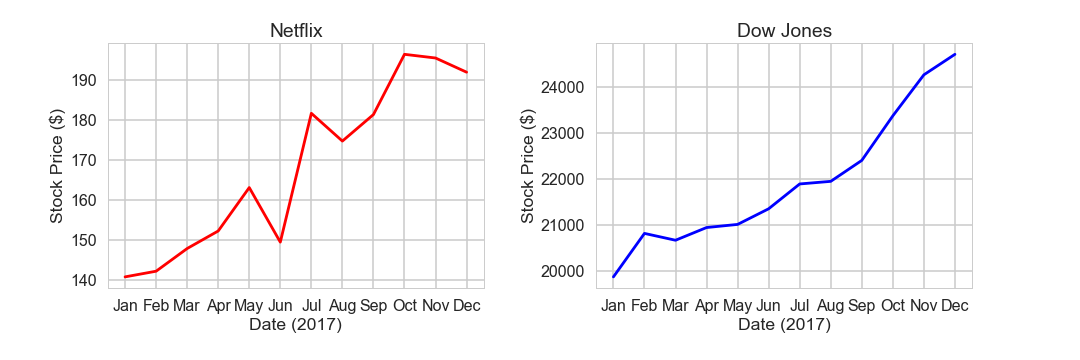 Netflix
Stock Price ($)
190
180
170
160
150
140
Jan Feb Mar Apr May Jun Jul Aug Sep Oct Nov Dec
Date (2017)
Dow Jones
Stock Price ($)
24000
23000
22000
21000
20000
Jan Feb Mar Apr May Jun Jul Aug Sep Oct Nov Dec
Date (2017)